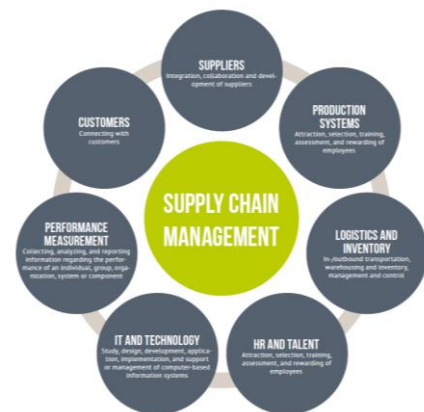 SUPPLIERS
Integration, collaboration and devel-
opment of suppliers
PRODUCTION
SYSTEMS
Attraction, selection, training,
assessment, and rewarding of
employees
LOGISTICS AND
INVENTORY
In-/outbound transportation,
warehousing and inventory,
management and control
HR AND TALENT
Attraction, selection, training,
assessment, and rewarding of
employees
IT AND TECHNOLOGY
Study, design, development, applica-
tion, implementation, and support
or management of computer-based
information systems
PERFORMANCE
MEASUREMENT
Collecting, analyzing, and reporting
information regarding the perfor-
mance of an individual, group, orga-
nization, system or component
CUSTOMERS
Connecting with
customers
SUPPLY CHAIN
MANAGEMENT